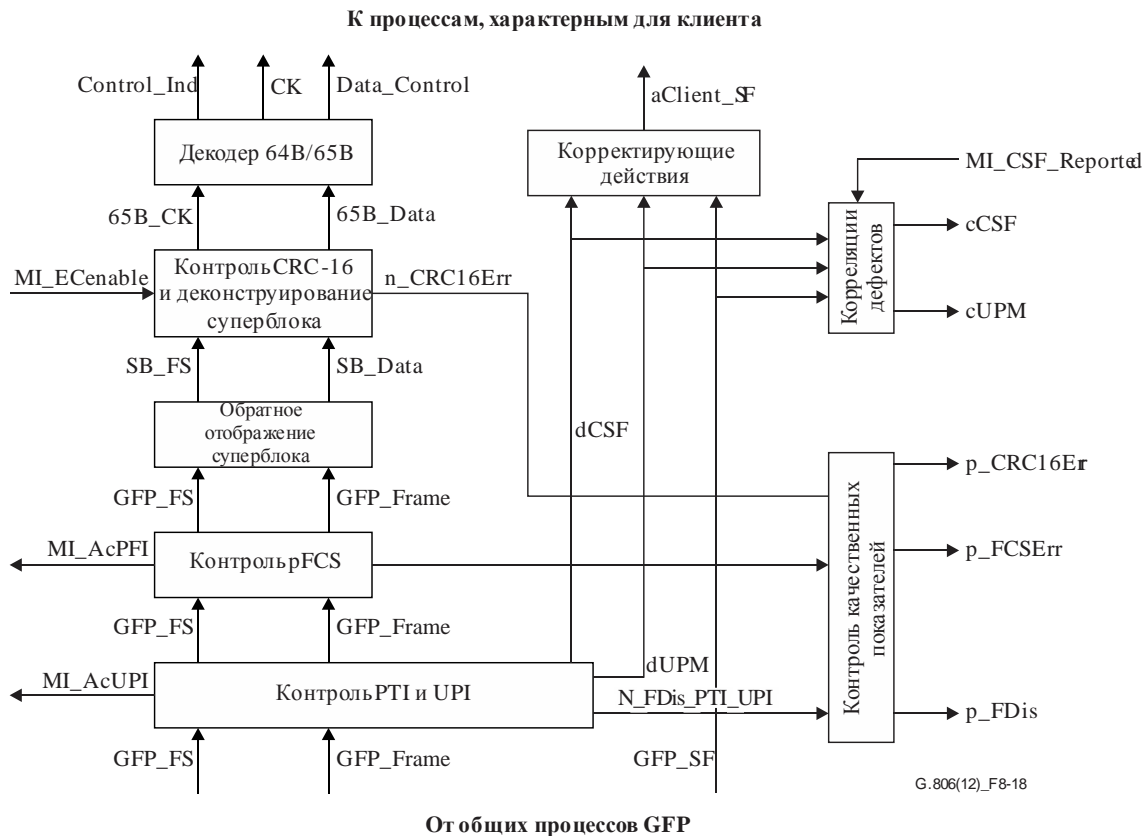 К процессам, характерным для клиента
Control_Ind
CK
Data_Control
aClient_SF
Декодер 64B/65B
Корректирующие
действия
MI_CSF_Reported
65B_CK
65B_Data
cCSF
Корреляции
дефектов
MI_ECenable
Контроль CRC-16
и деконструирование
суперблока
n_CRC16Err
cUPM
SB_FS
SB_Data
Обратное
отображение
суперблока
dCSF
p_CRC16Err
GFP_FS
GFP_Frame
MI_AcPFI
Контроль pFCS
p_FCSErr
Контроль качественных
показателей
GFP_FS
GFP_Frame
dUPM
MI_AcUPI
Контроль PTI и UPI
N_FDis_PTI_UPI
p_FDis
GFP_FS
GFP_Frame
GFP_SF
G.806(12)_F8-18
От общих процессов GFP